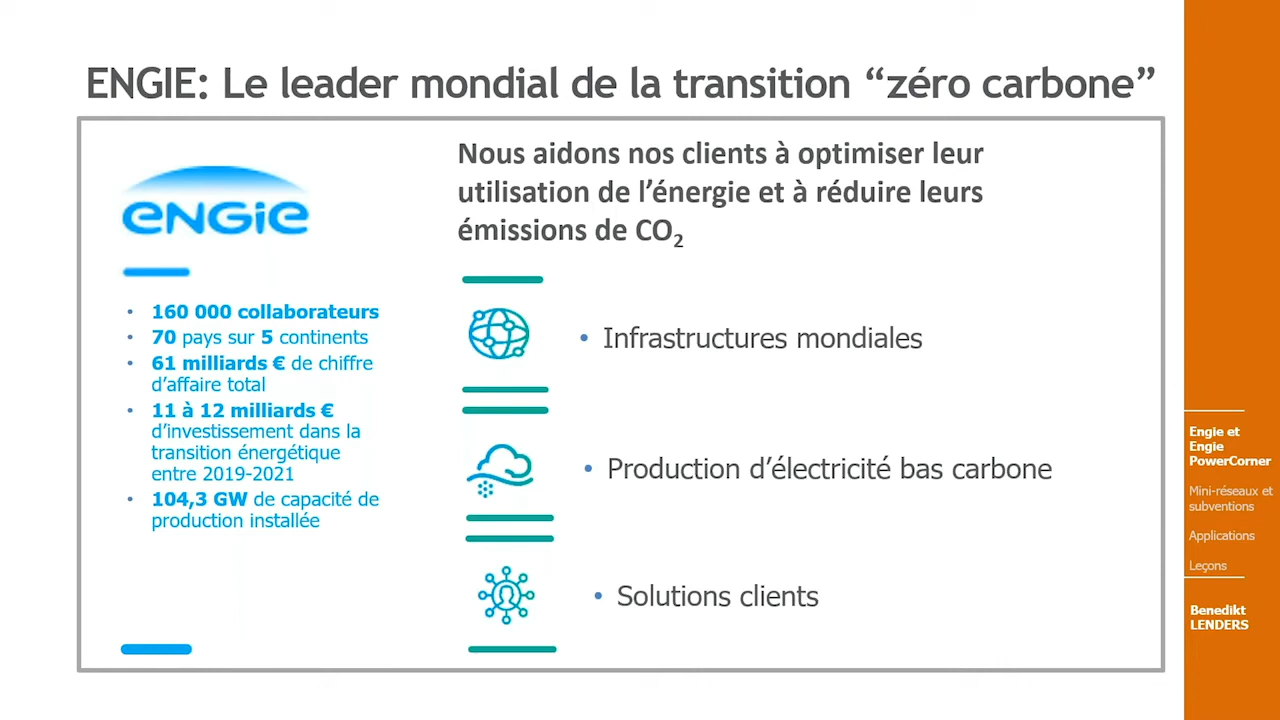 ENGIE: Le leader mondial de la transition “zéro carbone”
ENGIE
• 160 000 collaborateurs
• 70 pays sur 5 continents
• 61 milliards € de chiffre
d’affaire total
• 11 à 12 milliards €
d’investissement dans la
transition énergétique
entre 2019-2021
• 104,3 GW de capacité de
production installée
Nous aidons nos clients à optimiser leur
utilisation de l’énergie et à réduire leurs
émissions de CO₂
• Infrastructures mondiales
• Production d’électricité bas carbone
• Solutions clients
Engie et
Engie
PowerCorner
Mini-réseaux et
subventions
Applications
Leçons
Benedikt
LENDERS